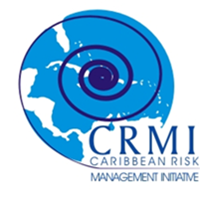 CRMI
CARIBBEAN RISK
MANAGEMENT INITIATIVE